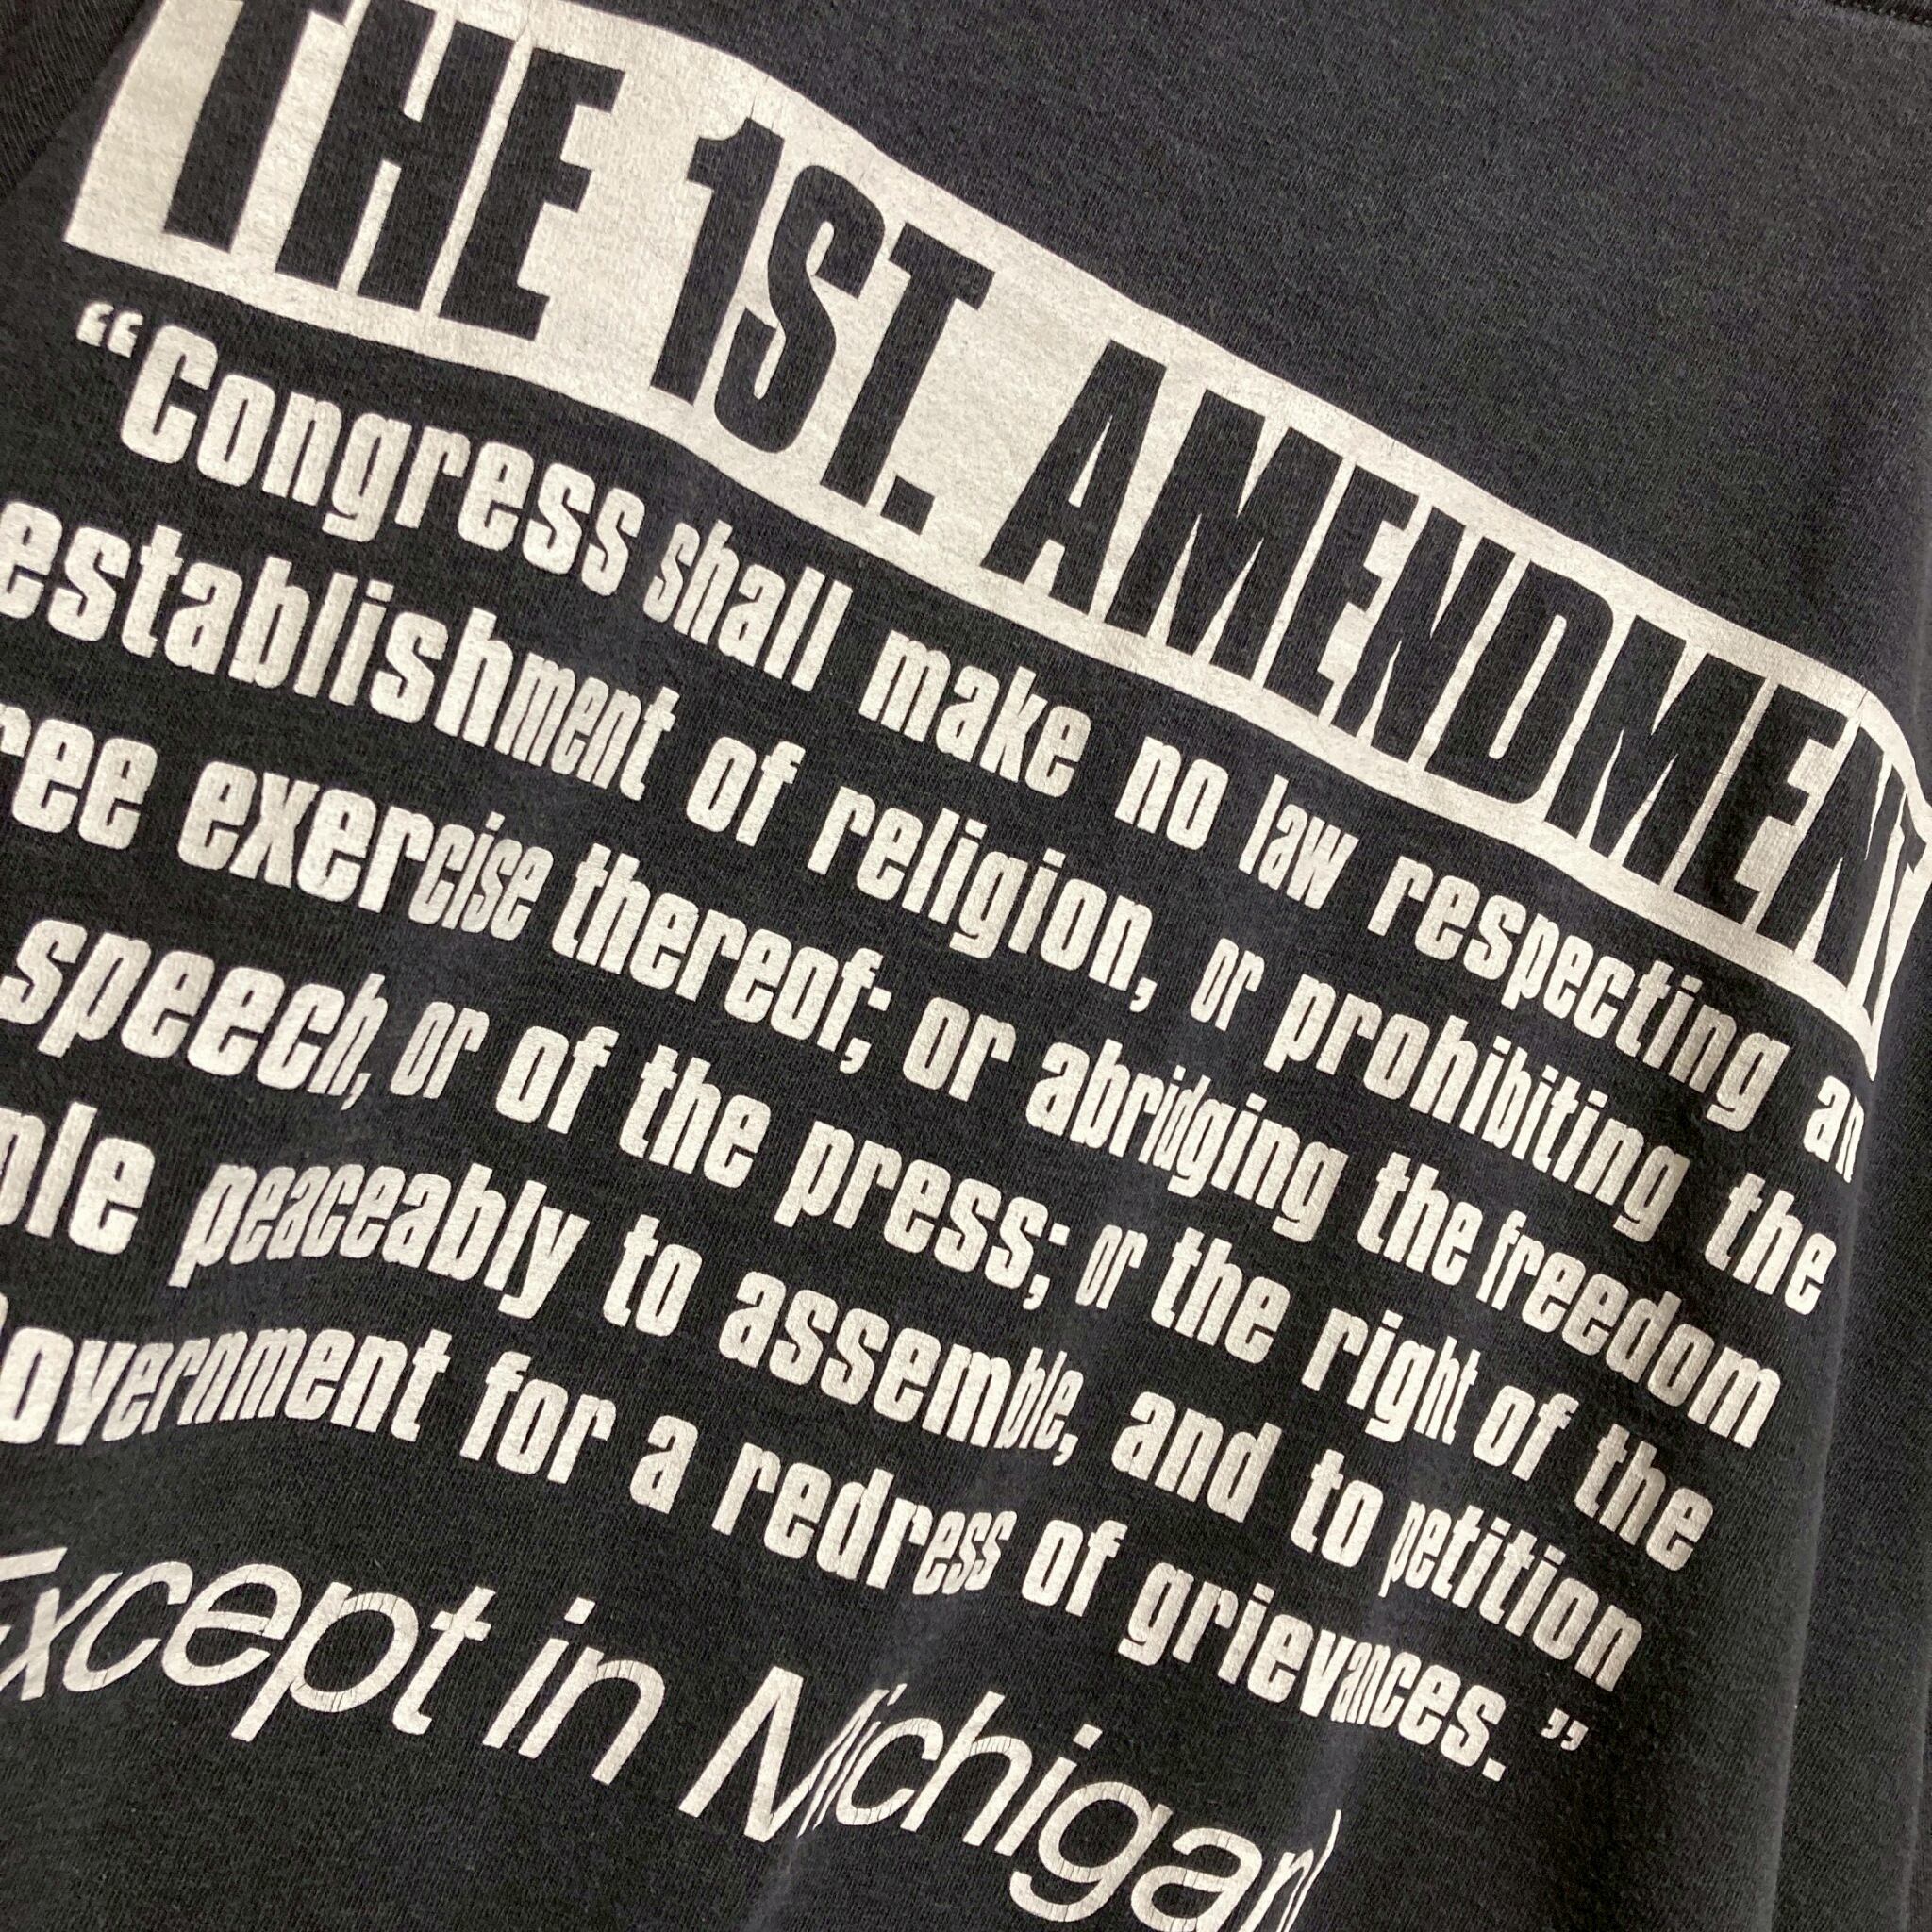 THE 1ST. AMENDMENT
“Congress shall make no law respecting an
establishment of religion, or prohibiting the
ree exercise thereof; or abridging the freedom
speech, or of the press; or the right of the
ple peaceably to assemble, and to petition
overnment for a redress of grievances.”
Except in Michigan!